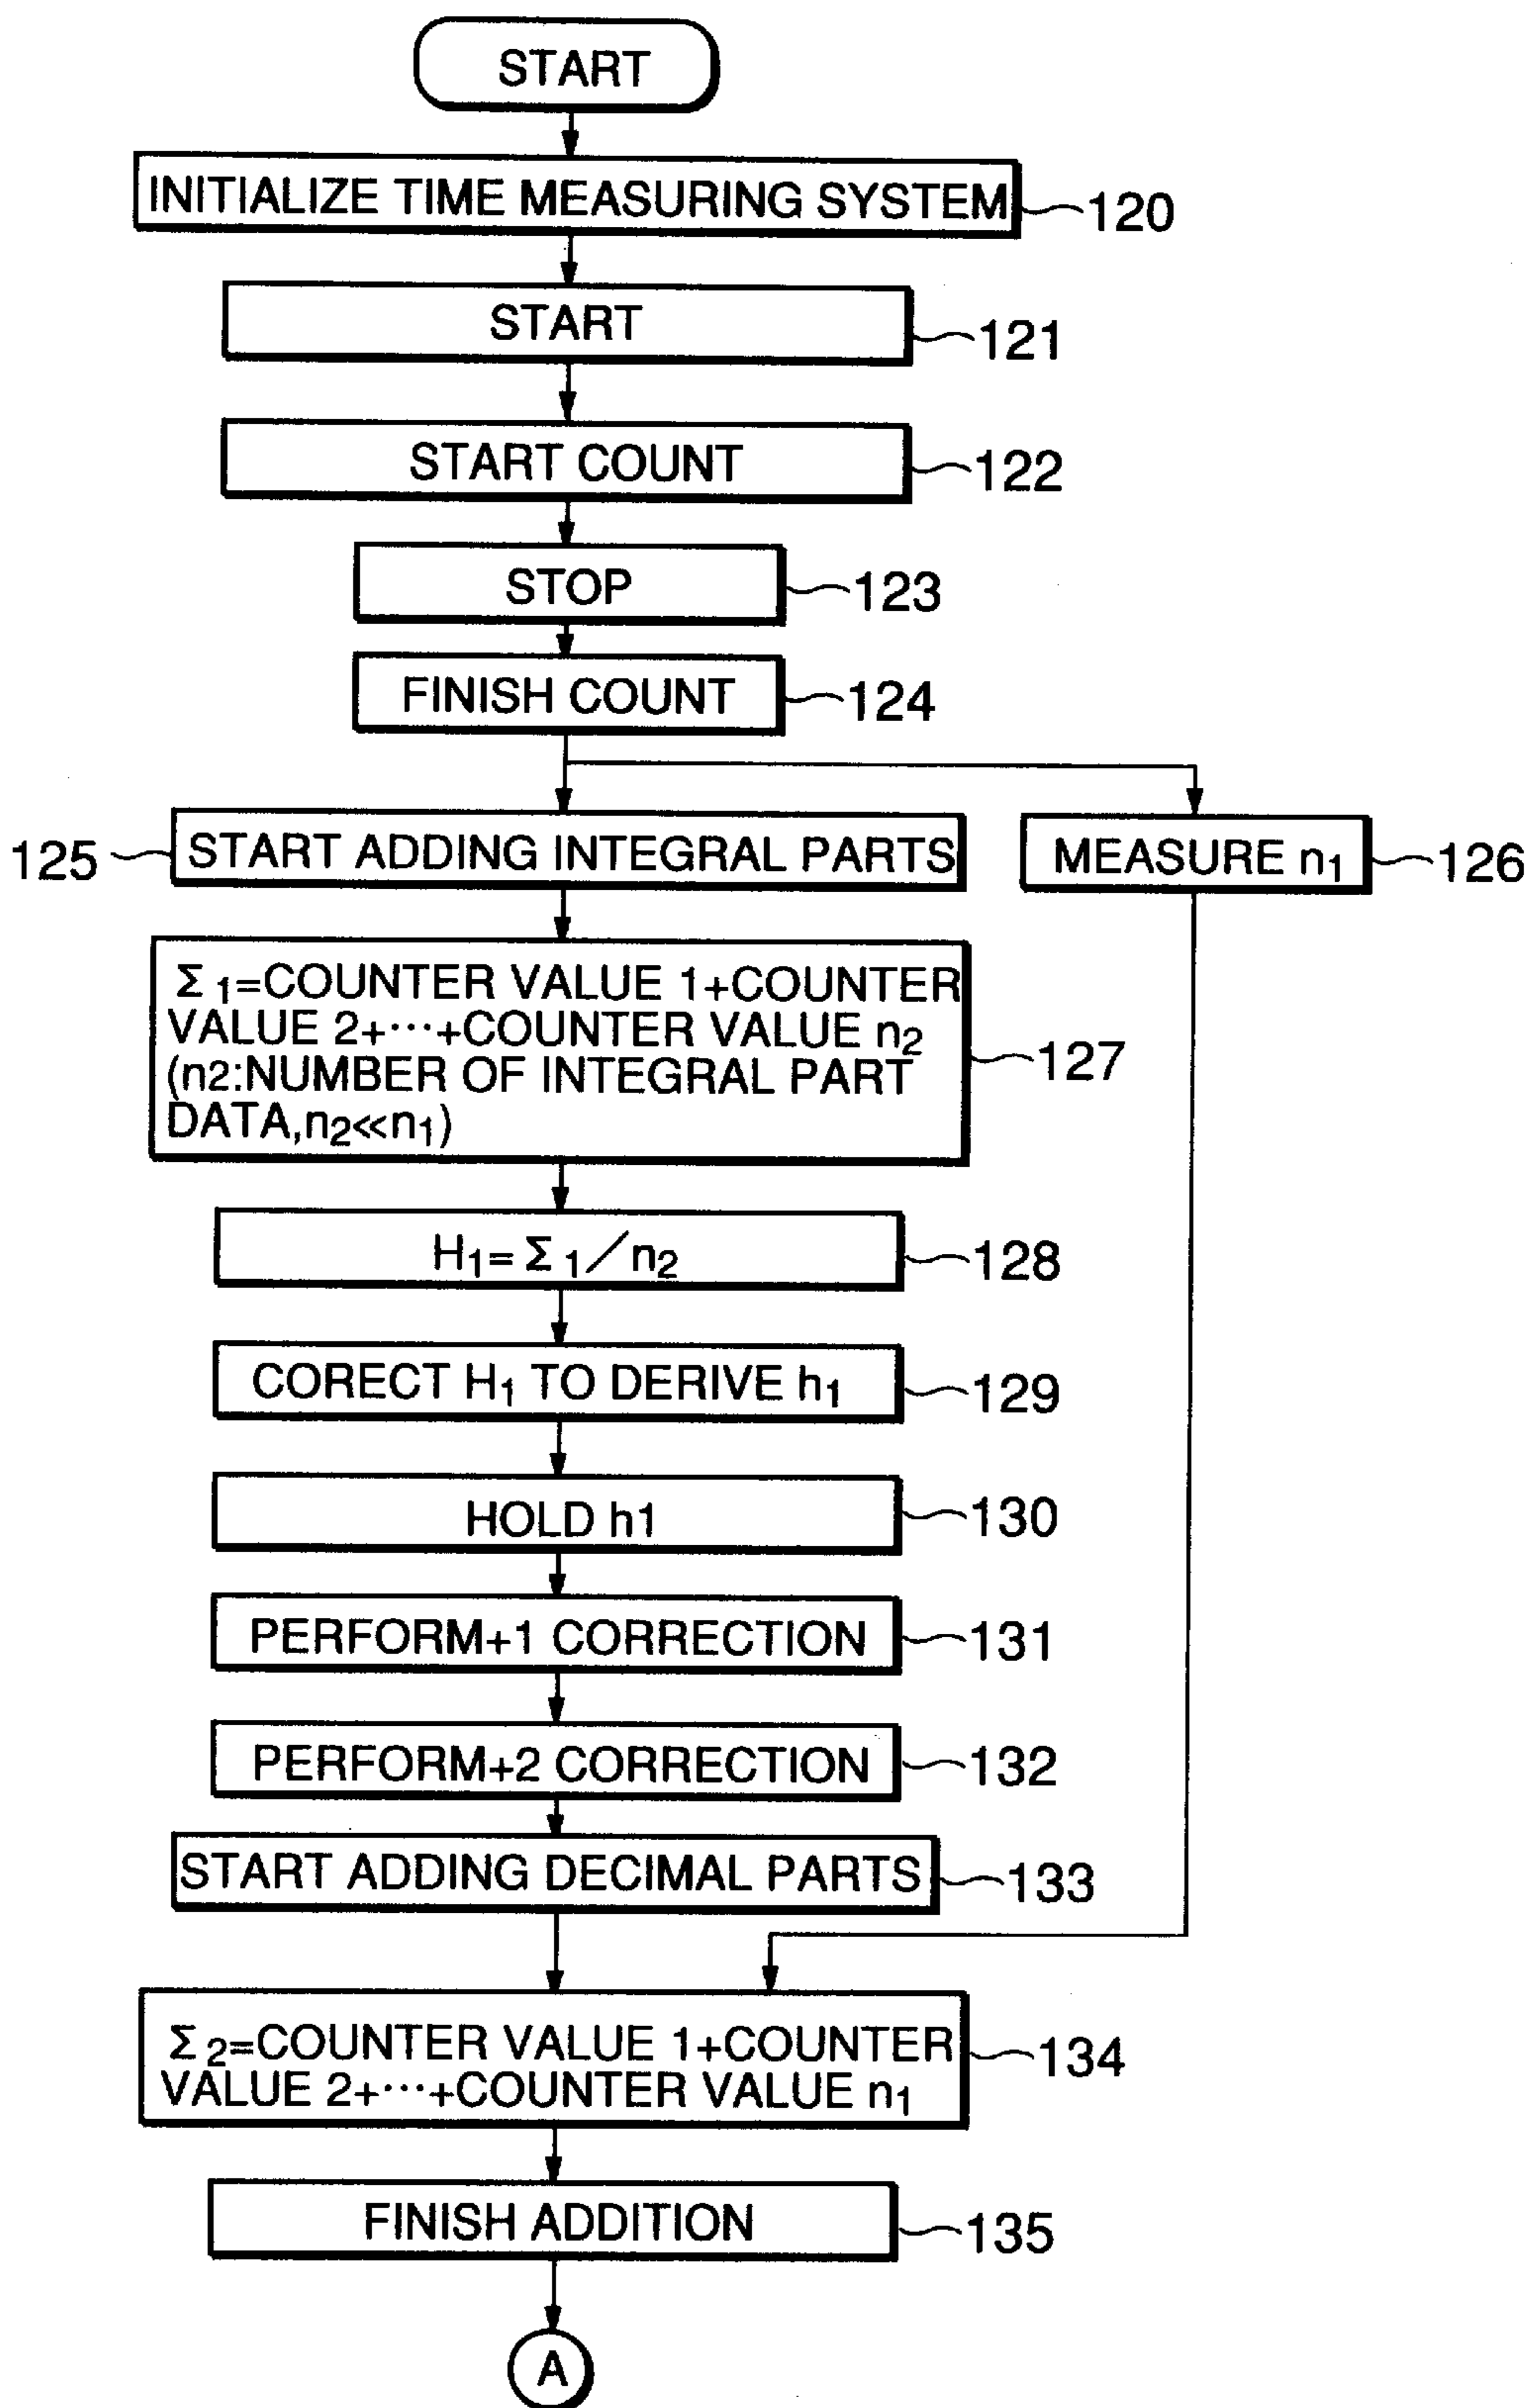 START
INITIALIZE TIME MEASURING SYSTEM
120
START
121
START COUNT
122
STOP
123
FINISH COUNT
124
125
START ADDING INTEGRAL PARTS
MEASURE n1
126
Σ1=COUNTER VALUE 1+COUNTER
VALUE 2+···+COUNTER VALUE n2
(n2:NUMBER OF INTEGRAL PART
DATA,n2≪n1)
127
H1=Σ1/n2
128
CORECT H1 TO DERIVE h1
129
HOLD h1
130
PERFORM+1 CORRECTION
131
PERFORM+2 CORRECTION
132
START ADDING DECIMAL PARTS
133
Σ2=COUNTER VALUE 1+COUNTER
VALUE 2+···+COUNTER VALUE n1
134
FINISH ADDITION
135
A